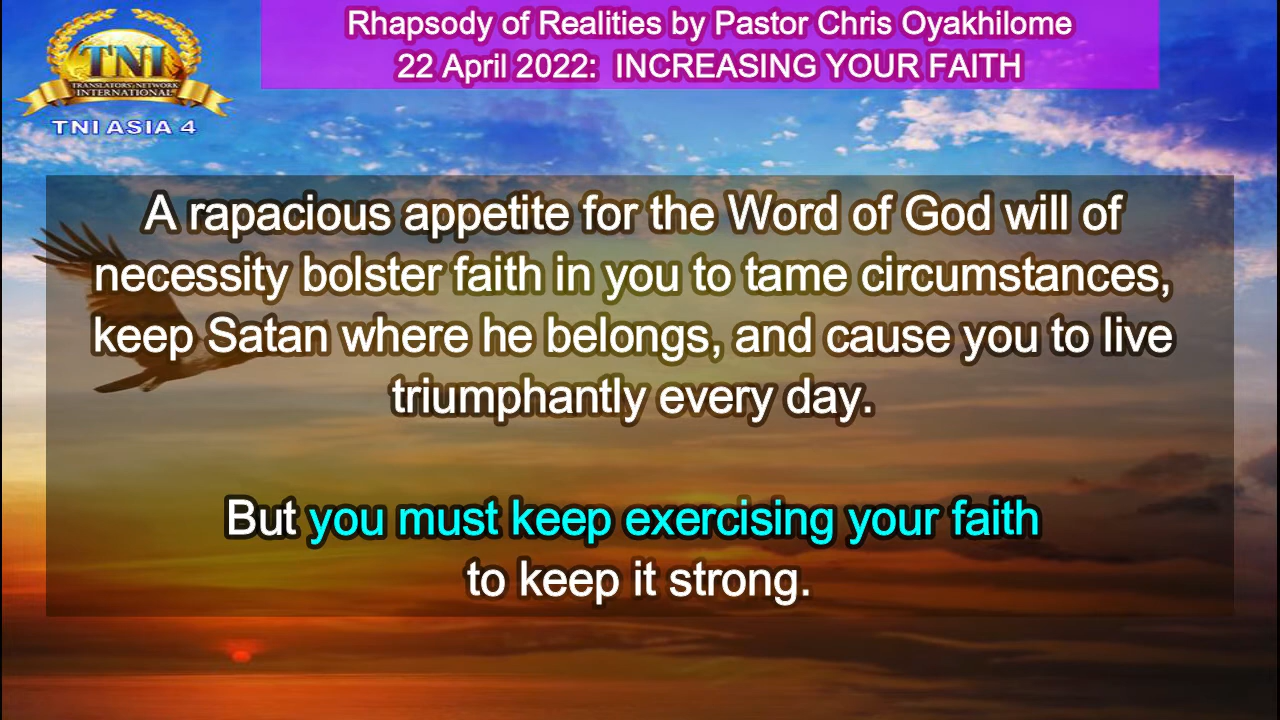 Rhapsody of Realities by Pastor Chris Oyakhilome
22 April 2022: INCREASING YOUR FAITH
TNI
TRANSLATORS' NETWORK
INTERNATIONAL
TNI ASIA 4
A rapacious appetite for the Word of God will of
necessity bolster faith in you to tame circumstances,
keep Satan where he belongs, and cause you to live
triumphantly every day.
But you must keep exercising your faith
to keep it strong.